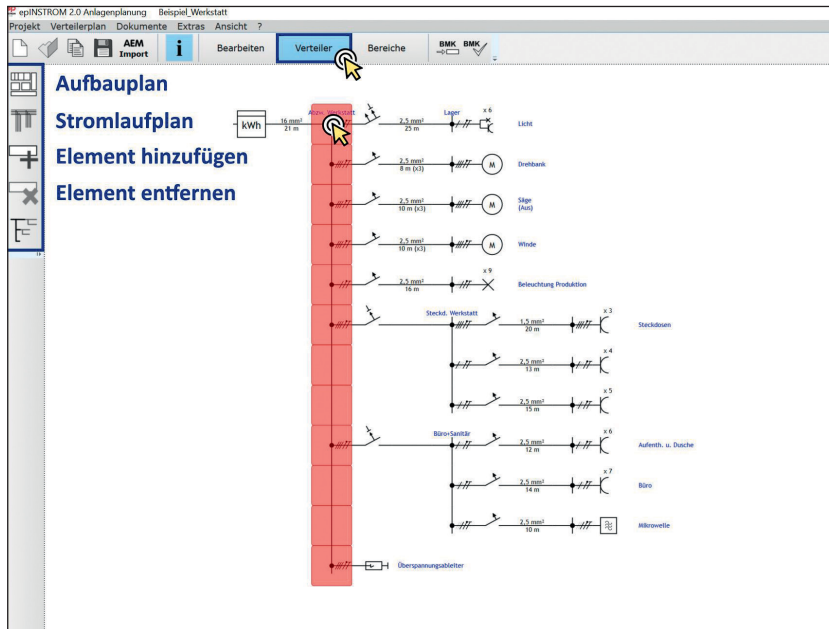 epINSTROM 2.0 Anlagenplanung Beispiel_Werkstatt
Projekt Verteilerplan Dokumente Extras Ansicht ?
AEM Import i Bearbeiten Verteiler Bereiche BMK BMK
Aufbauplan
Stromlaufplan
Element hinzufügen
Element entfernen
kWh 16 mm² 21 m Abzw. Werkstatt 2,5 mm² 25 m Lager x 6 Licht
2,5 mm² 8 m (x3) M Drehbank
2,5 mm² 10 m (x3) M Säge (Aus)
2,5 mm² 10 m (x3) M Winde
2,5 mm² 16 m x 9 Beleuchtung Produktion
Steckd. Werkstatt 1,5 mm² 20 m x 3 Steckdosen
2,5 mm² 13 m x 4
2,5 mm² 15 m x 5
Büro+Sanitär 2,5 mm² 12 m x 6 Aufenth. u. Dusche
2,5 mm² 14 m x 7 Büro
2,5 mm² 10 m Mikrowelle
Überspannungsableiter